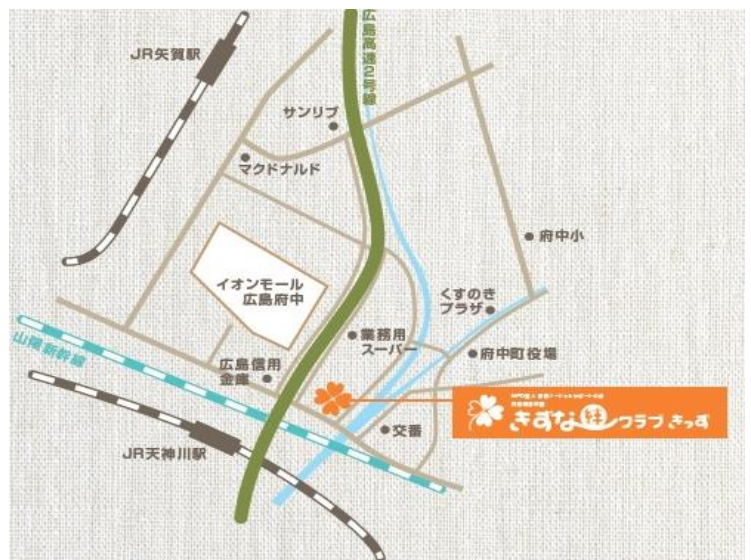 広島高速2号線
JR矢賀駅
サンリブ
マクドナルド
府中小
イオンモール
広島府中
くすのき
プラザ
山陽新幹線
業務用
スーパー
府中町役場
広島信用
金庫
きずな絆クラブ きっず
交番
JR天神川駅